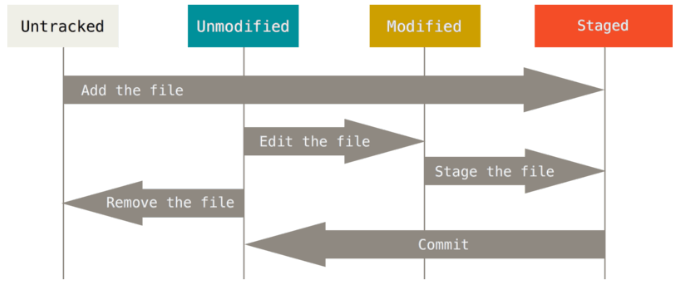 Untracked
Unmodified
Modified
Staged
Add the file
Edit the file
Stage the file
Remove the file
Commit